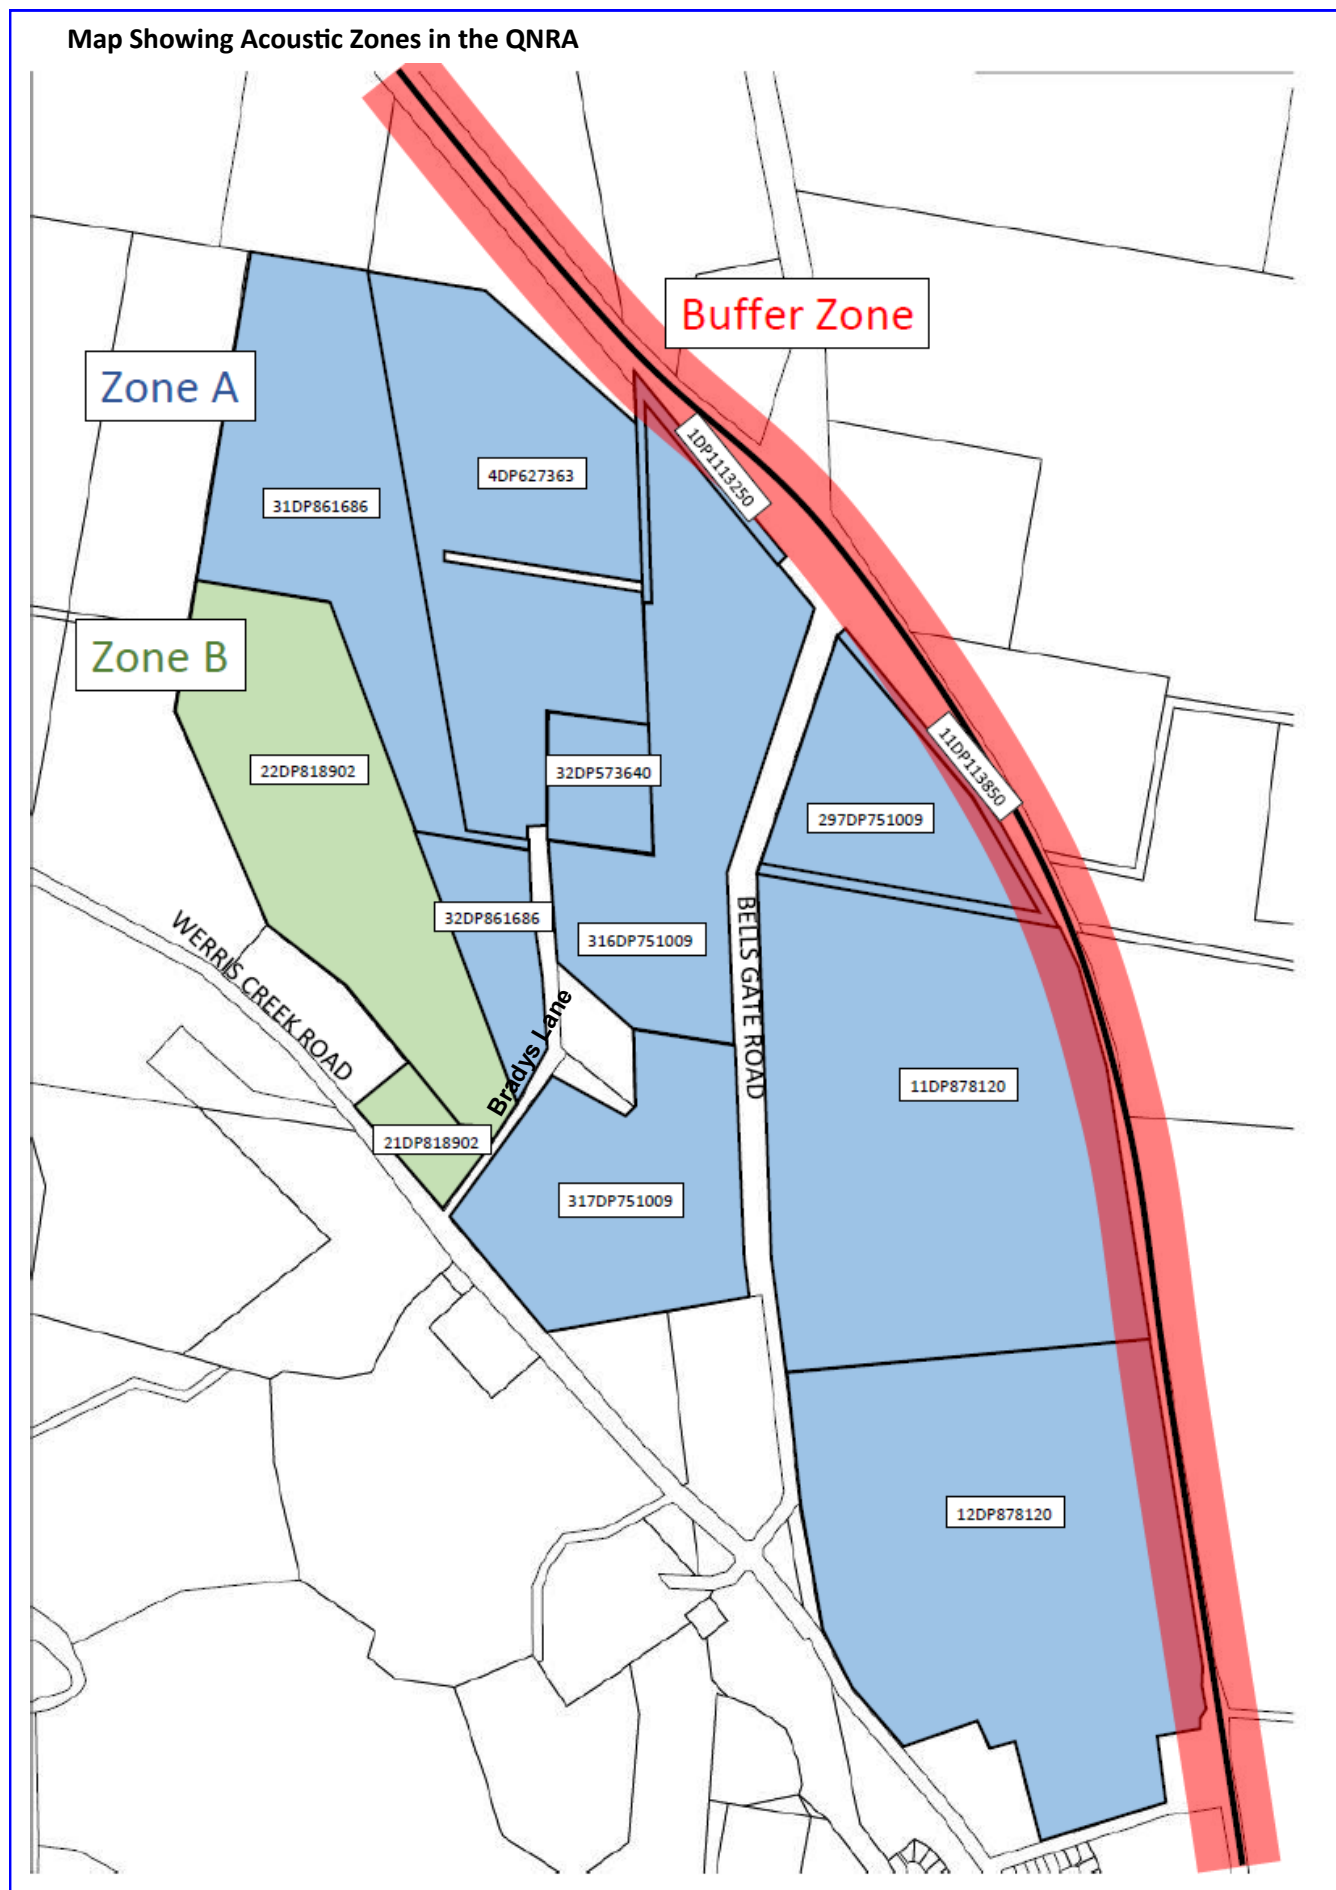 Map Showing Acoustic Zones in the QNRA
Buffer Zone
Zone A
1DP1113250
4DP627363
31DP861686
Zone B
22DP818902
32DP573640
11DP113850
297DP751009
32DP861686
316DP751009
WERRIS CREEK ROAD
BELLS GATE ROAD
Bradys Lane
11DP878120
21DP818902
317DP751009
12DP878120